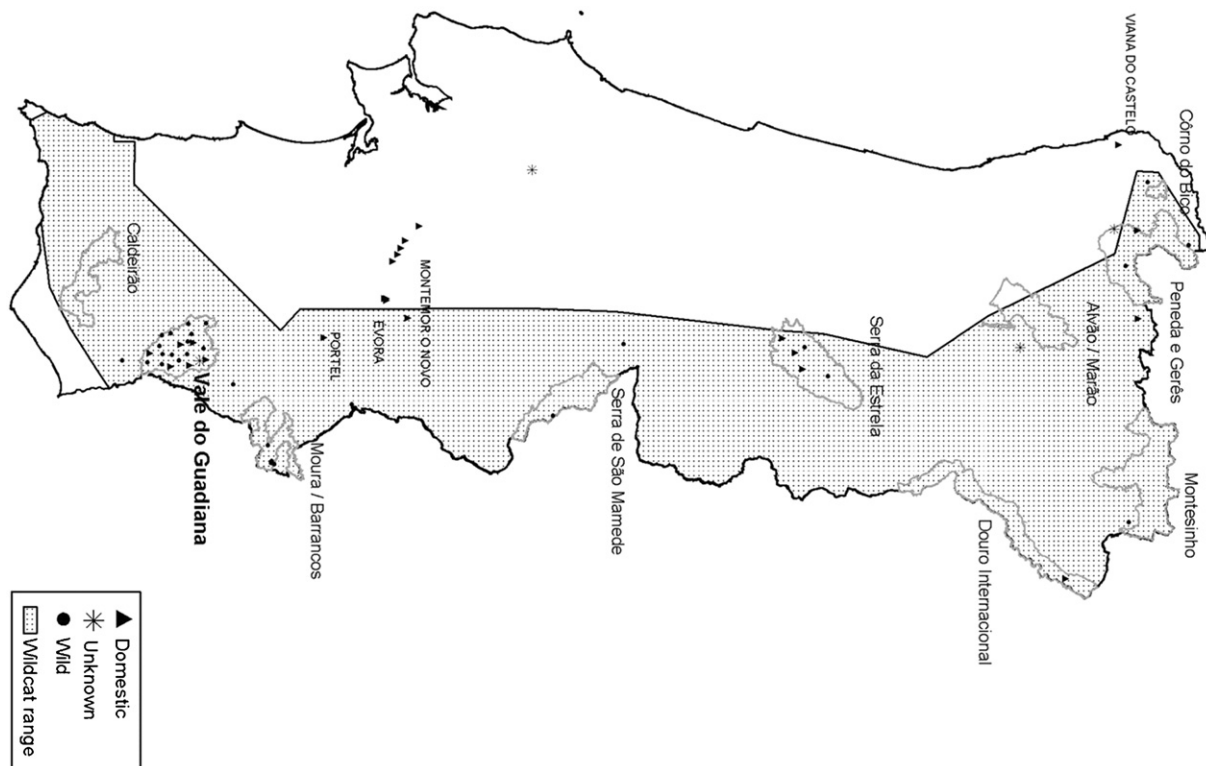 VIANA DO CASTELO
Côrno do Bico
Peneda e Gerês
Montesinho
Alvão / Marão
Douro Internacional
Serra da Estrela
Serra de São Mamede
MONTEMOR O NOVO
ÉVORA
PORTEL
Moura / Barrancos
Vale do Guadiana
Caldeirão
Domestic
Unknown
Wild
Wildcat range